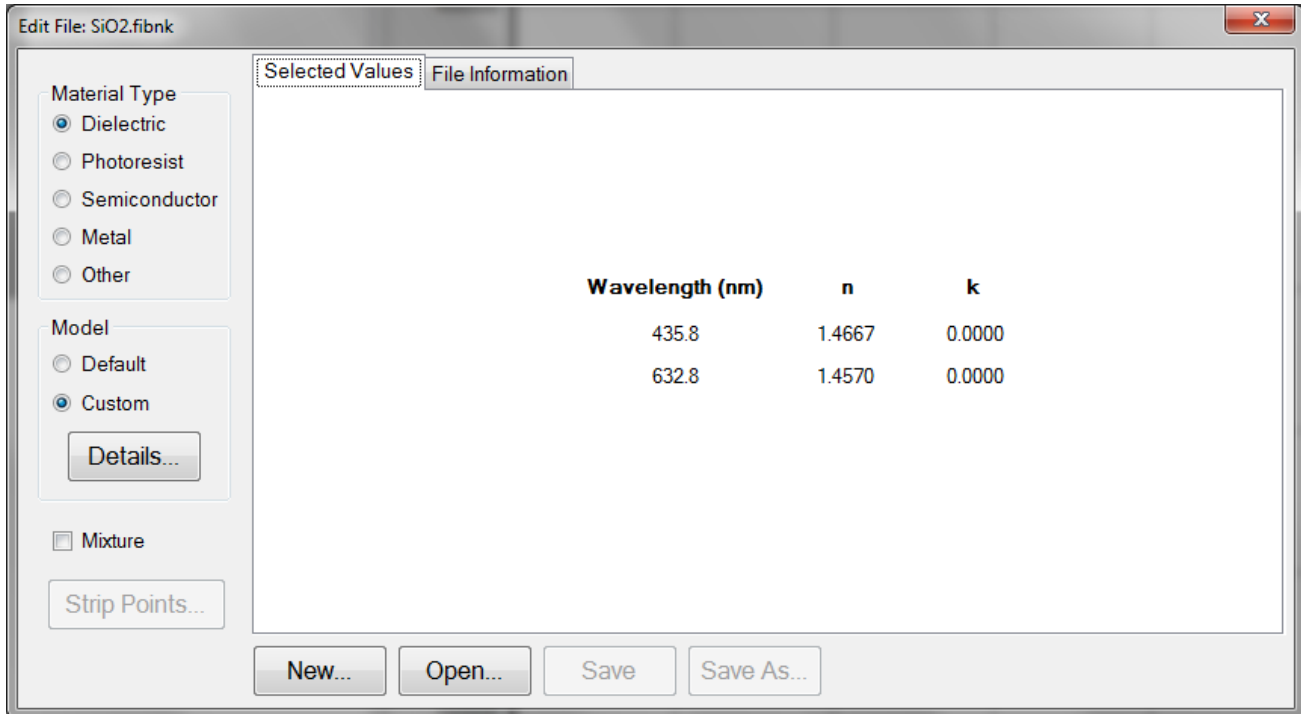 Edit File: SiO2.fibnk
x
Selected Values
File Information
Material Type
Dielectric
Photoresist
Semiconductor
Metal
Other
Model
Default
Custom
Details...
Mixture
Strip Points...
Wavelength (nm) n k
435.8 1.4667 0.0000
632.8 1.4570 0.0000
New...
Open...
Save
Save As...